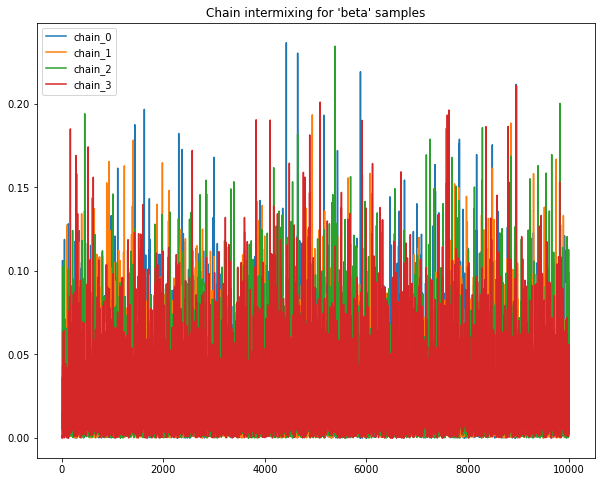 Chain intermixing for 'beta' samples
chain_0
chain_1
chain_2
chain_3
0.20
0.15
0.10
0.05
0.00
0 2000 4000 6000 8000 10000